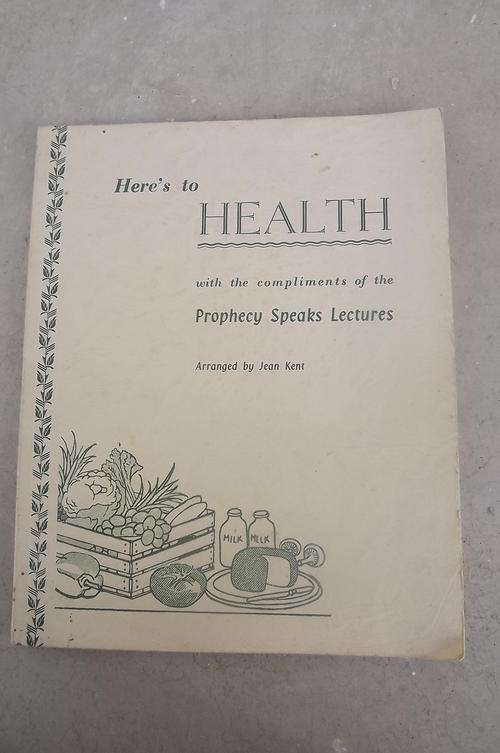 Here's to
HEALTH
with the compliments of the
Prophecy Speaks Lectures
Arranged by Jean Kent
MILK MILK